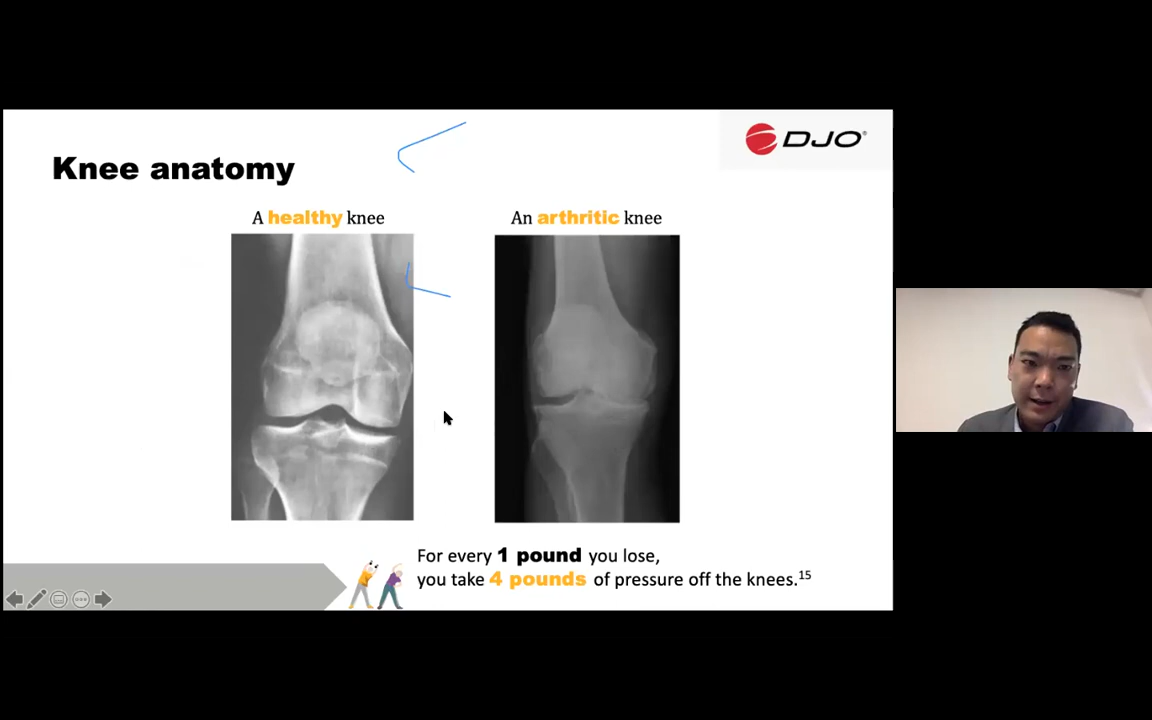 DJO®
Knee anatomy
A healthy knee
An arthritic knee
For every 1 pound you lose,
you take 4 pounds of pressure off the knees.15